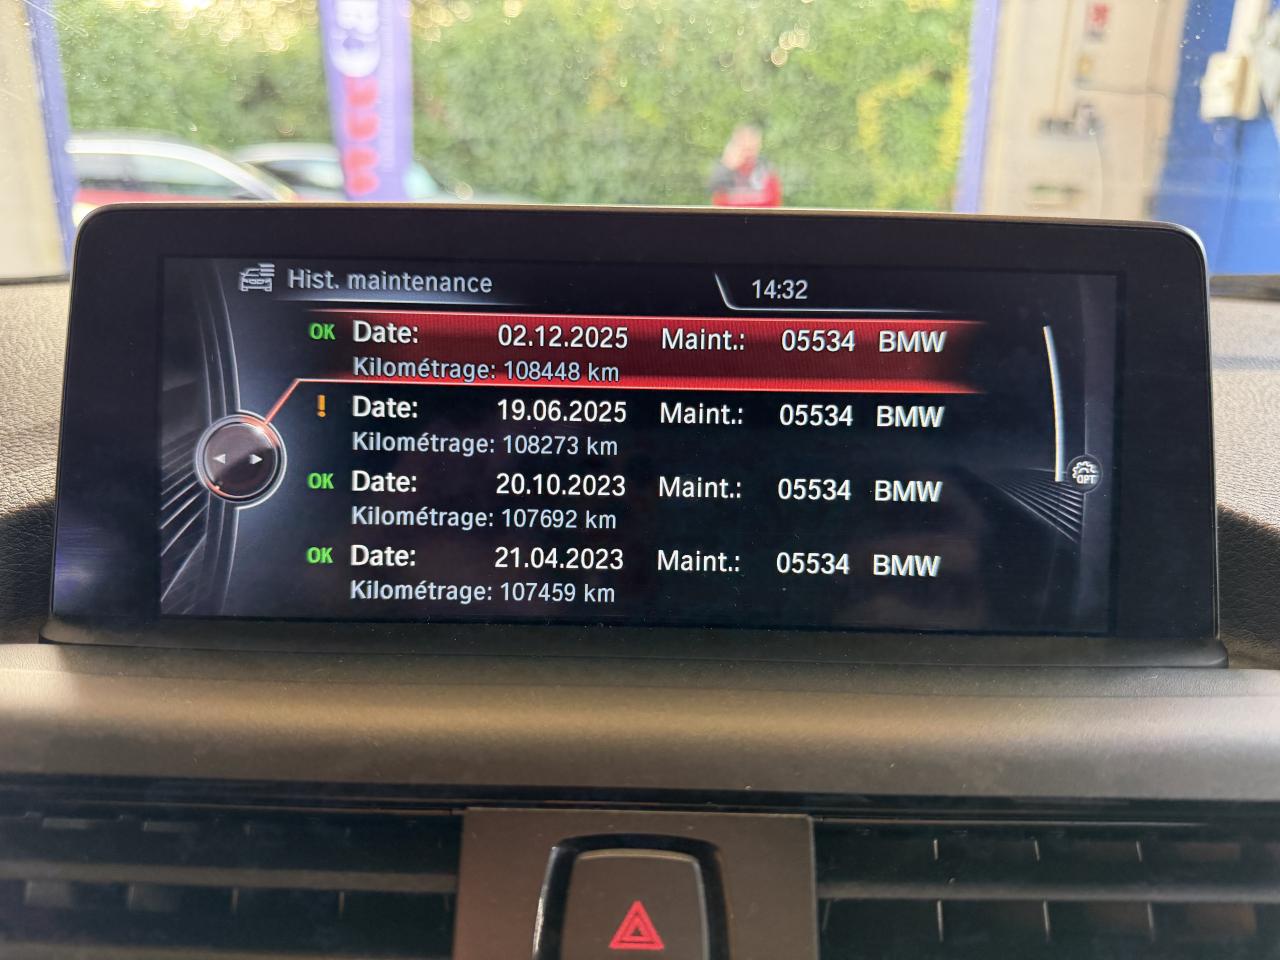 Hist. maintenance 14:32
OK Date: 02.12.2025 Maint.: 05534 BMW
Kilométrage: 108448 km
! Date: 19.06.2025 Maint.: 05534 BMW
Kilométrage: 108273 km
OK Date: 20.10.2023 Maint.: 05534 BMW
Kilométrage: 107692 km
OPT
OK Date: 21.04.2023 Maint.: 05534 BMW
Kilométrage: 107459 km